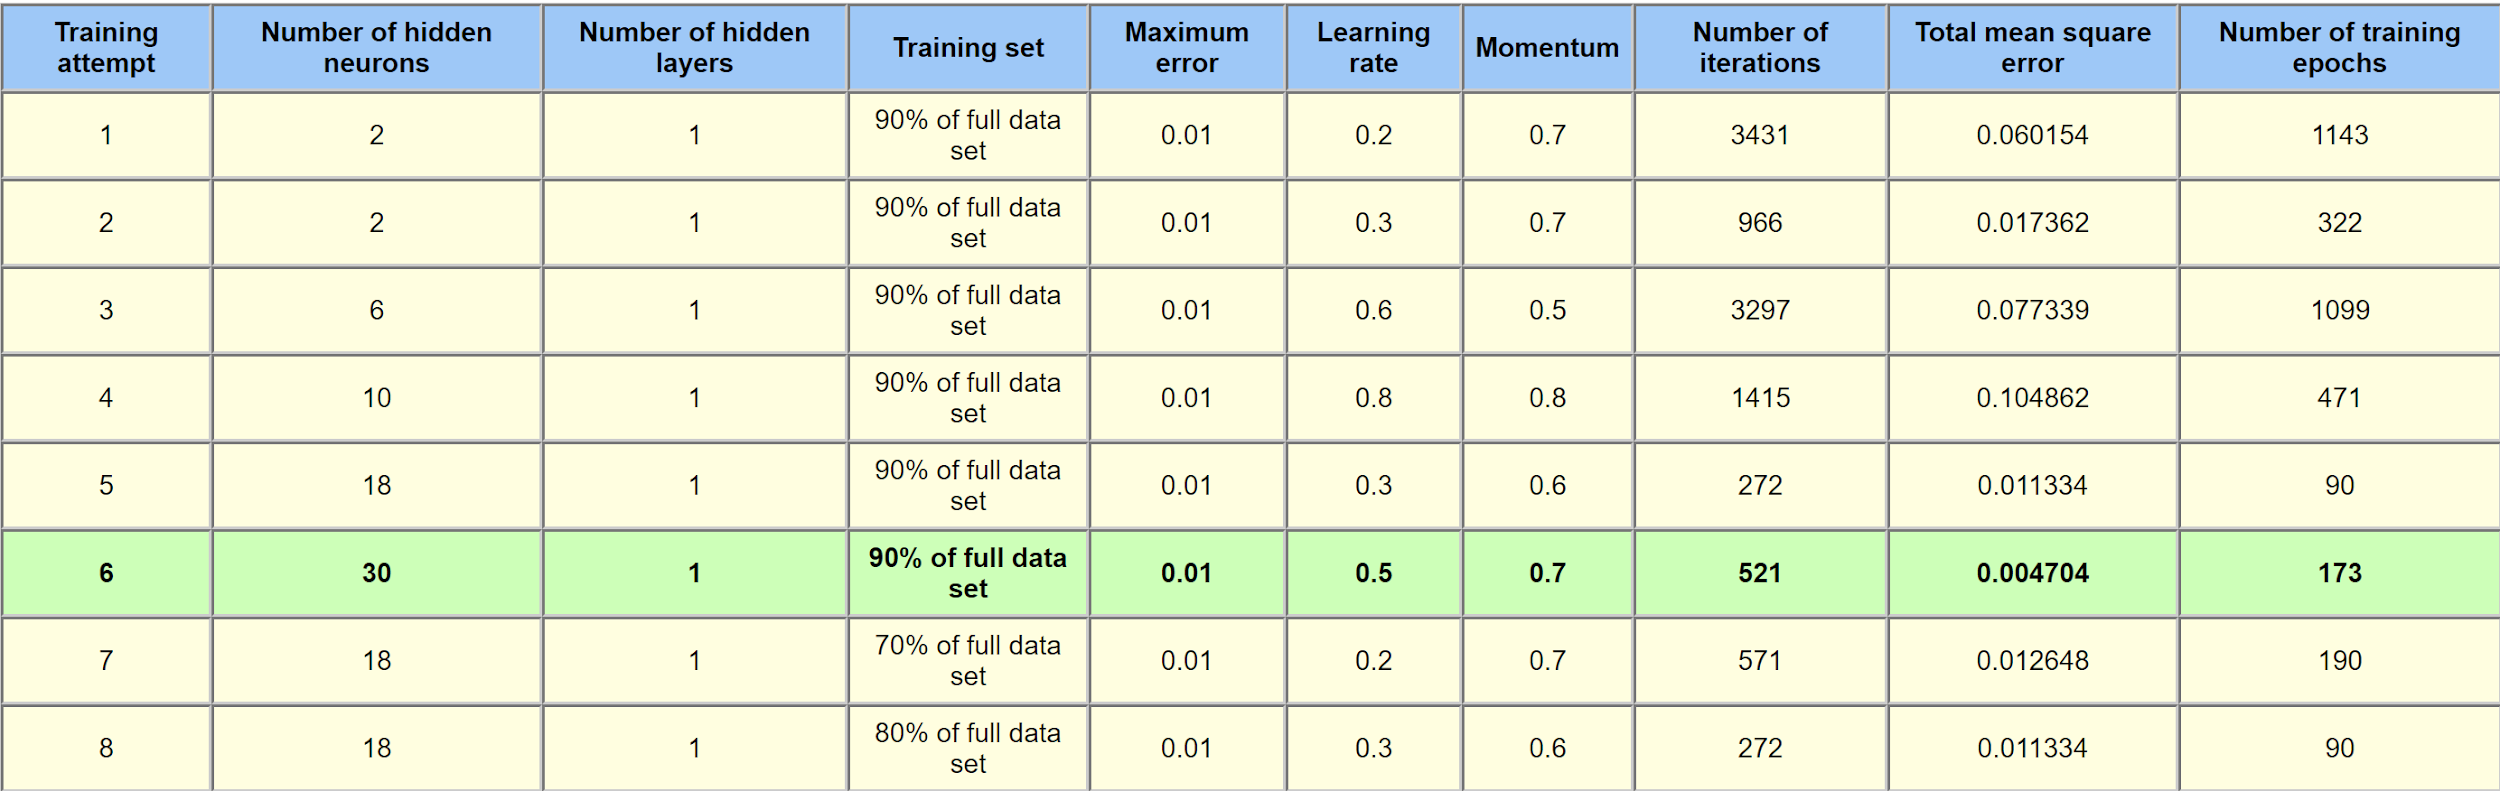 Training attempt Number of hidden neurons Number of hidden layers Training set Maximum error Learning rate Momentum Number of iterations Total mean square error Number of training epochs
1 2 1 90% of full data set 0.01 0.2 0.7 3431 0.060154 1143
2 2 1 90% of full data set 0.01 0.3 0.7 966 0.017362 322
3 6 1 90% of full data set 0.01 0.6 0.5 3297 0.077339 1099
4 10 1 90% of full data set 0.01 0.8 0.8 1415 0.104862 471
5 18 1 90% of full data set 0.01 0.3 0.6 272 0.011334 90
6 30 1 90% of full data set 0.01 0.5 0.7 521 0.004704 173
7 18 1 70% of full data set 0.01 0.2 0.7 571 0.012648 190
8 18 1 80% of full data set 0.01 0.3 0.6 272 0.011334 90